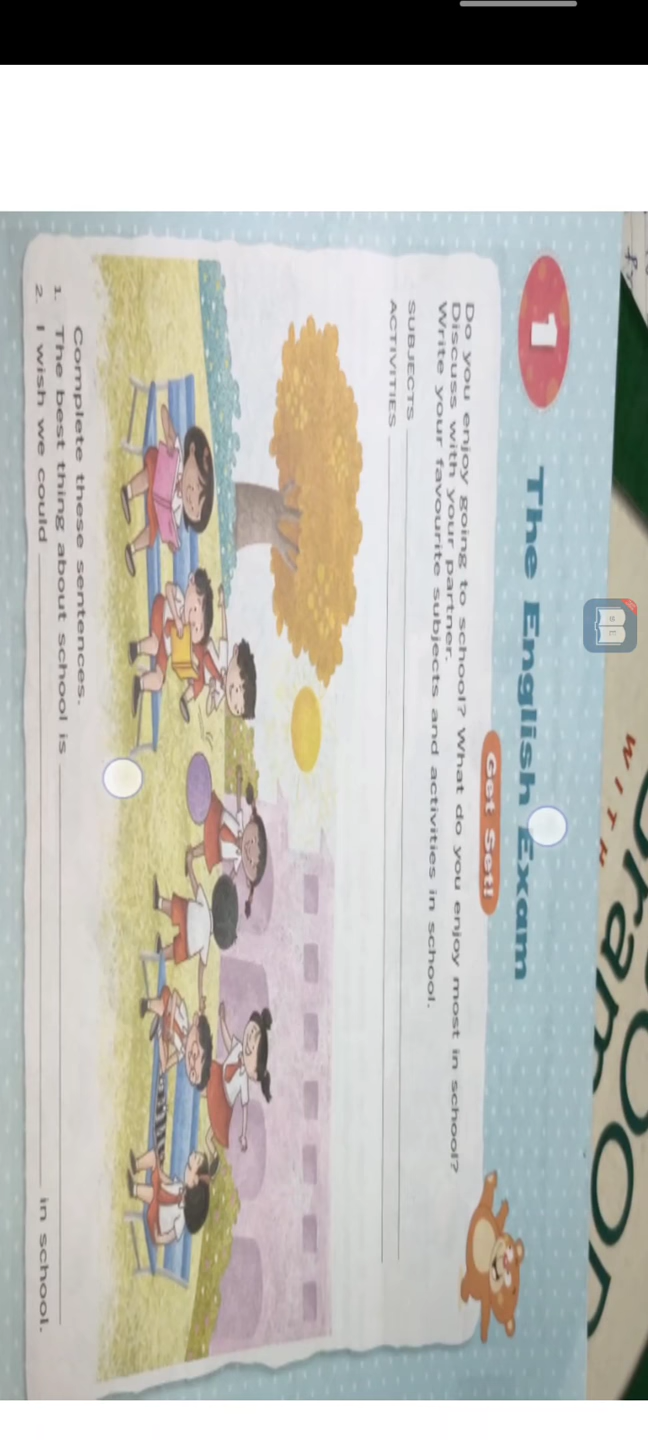 1
The English Exam
Get Set!
Do you enjoy going to school? What do you enjoy most in school?
Discuss with your partner.
Write your favourite subjects and activities in school.
SUBJECTS
ACTIVITIES
Complete these sentences.
1. The best thing about school is
2. I wish we could in school.
WITH